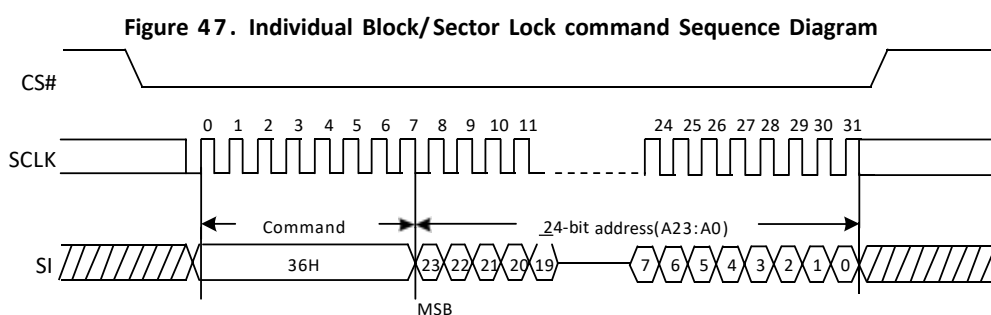 Figure 47. Individual Block/Sector Lock command Sequence Diagram
CS#
0 1 2 3 4 5 6 7 8 9 10 11 24 25 26 27 28 29 30 31
SCLK
Command 24-bit address(A23:A0)
SI 36H 23 22 21 20 19 7 6 5 4 3 2 1 0
MSB